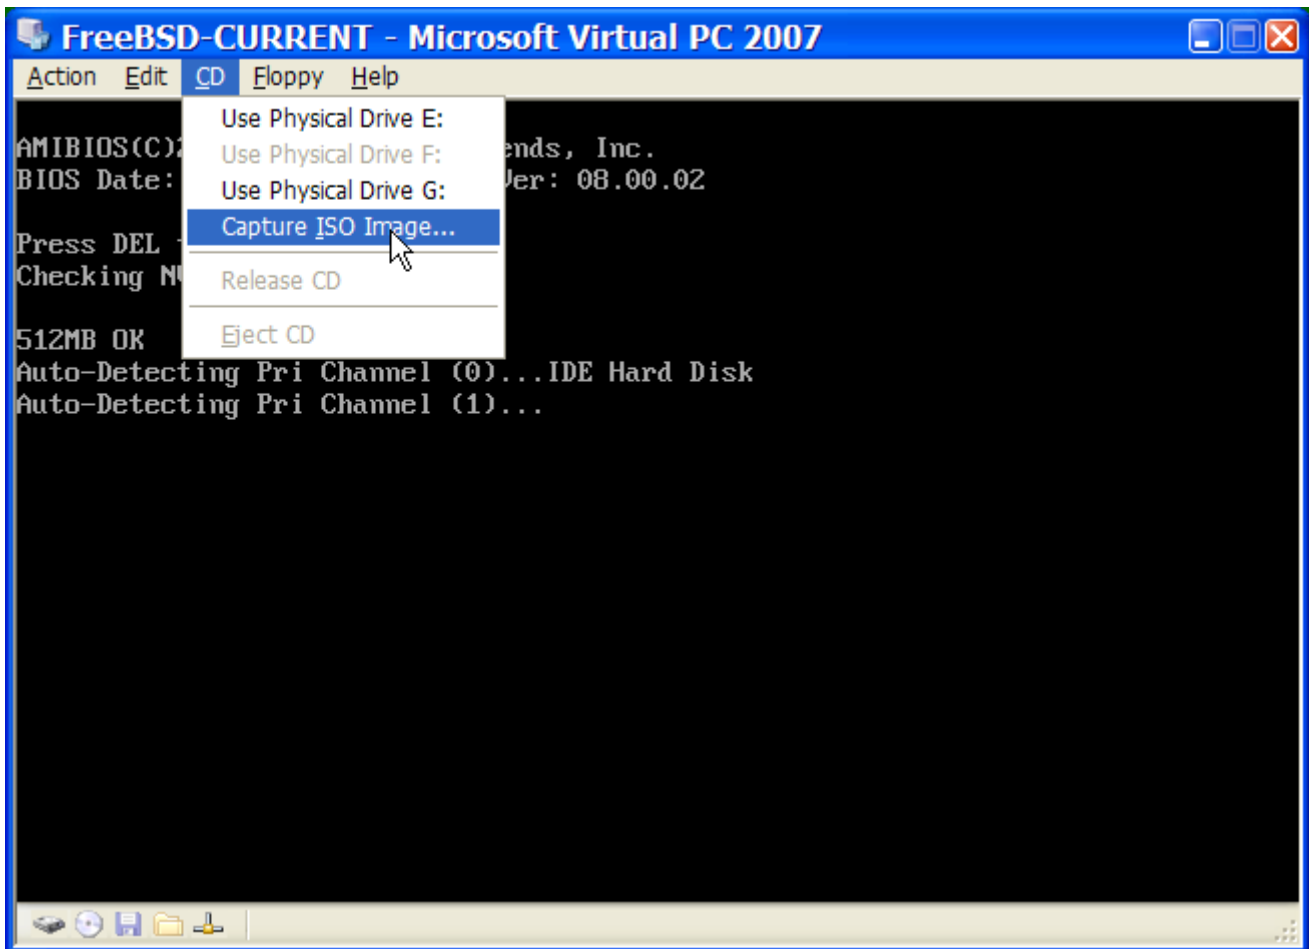 FreeBSD-CURRENT - Microsoft Virtual PC 2007
Action Edit CD Floppy Help
Use Physical Drive E:
Use Physical Drive F:
Use Physical Drive G:
Capture ISO Image...
Release CD
Eject CD
AMIBIOS(C) ends, Inc.
BIOS Date: Ver: 08.00.02
Press DEL
Checking
512MB OK
Auto-Detecting Pri Channel (0)...IDE Hard Disk
Auto-Detecting Pri Channel (1)...